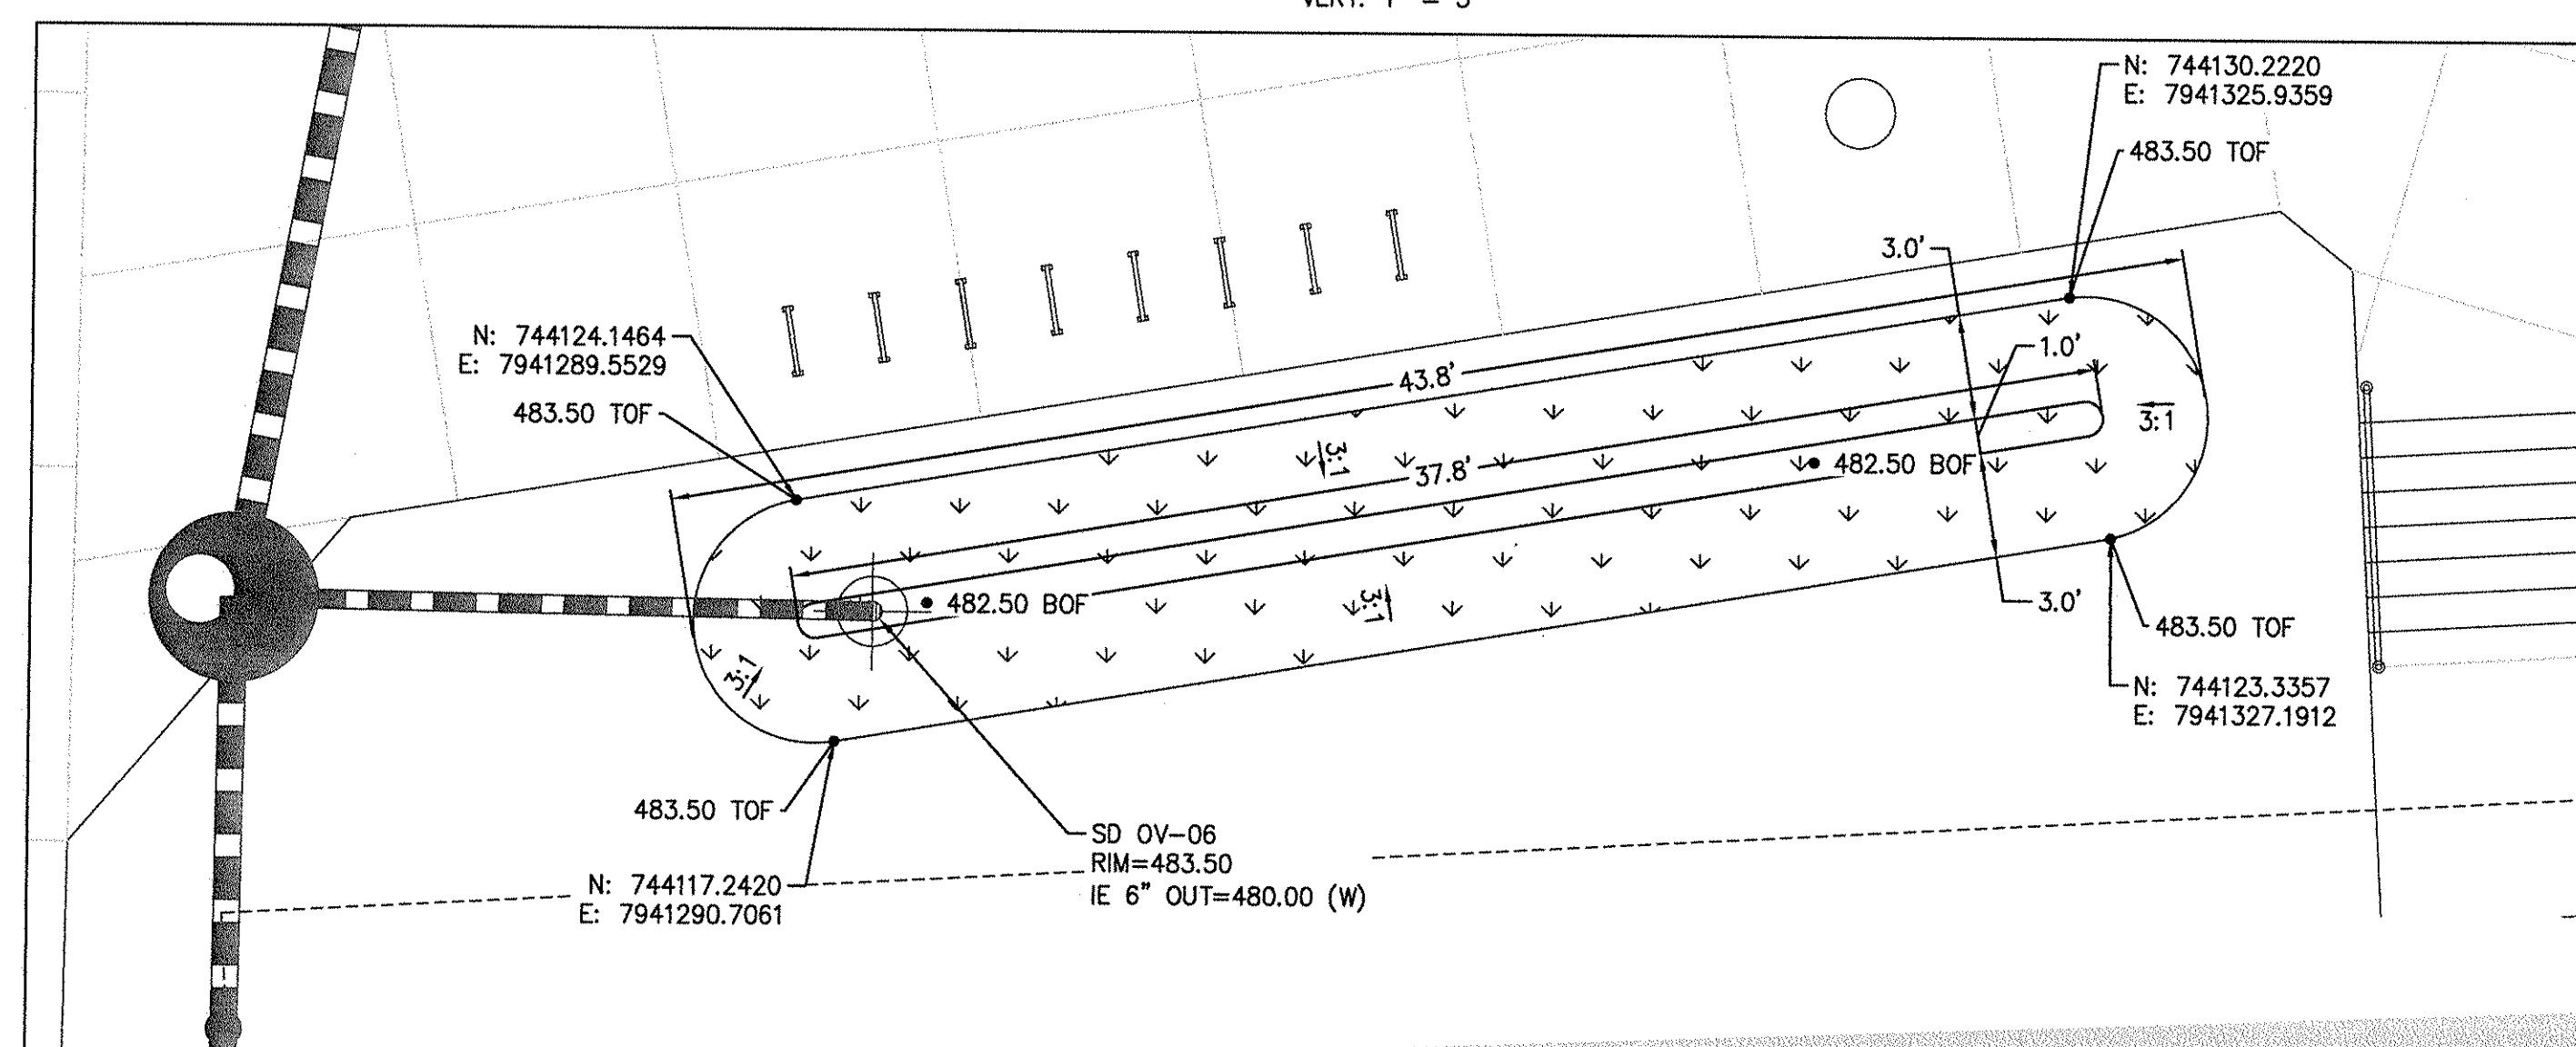 N: 744130.2220
E: 7941325.9359
483.50 TOF
3.0'
N: 744124.1464
E: 7941289.5529
483.50 TOF
1.0'
43.8'
3:1
3:1
37.8'
482.50 BOF
482.50 BOF
3:1
3.0'
483.50 TOF
3:1
N: 744123.3357
E: 7941327.1912
483.50 TOF
SD OV-06
RIM=483.50
IE 6" OUT=480.00 (W)
N: 744117.2420
E: 7941290.7061